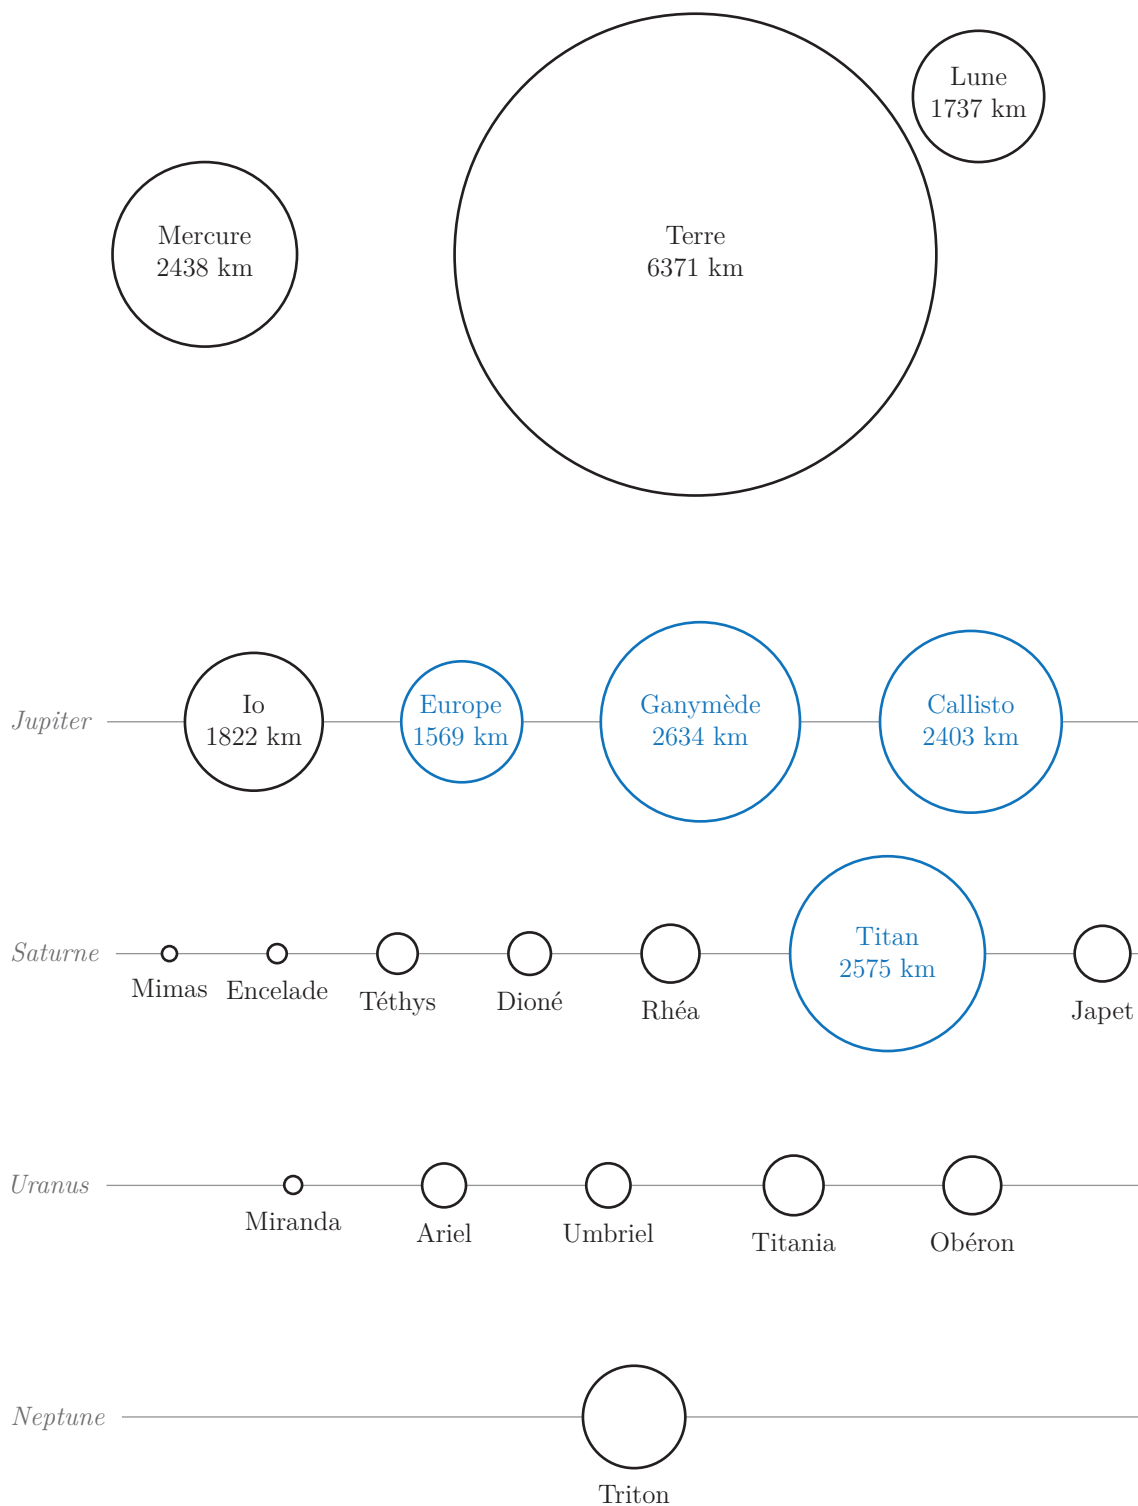 Lune
1737 km
Mercure
2438 km
Terre
6371 km
Jupiter
Io
1822 km
Europe
1569 km
Ganymède
2634 km
Callisto
2403 km
Saturne
Mimas
Encelade
Téthys
Dioné
Rhéa
Titan
2575 km
Japet
Uranus
Miranda
Ariel
Umbriel
Titania
Obéron
Neptune
Triton